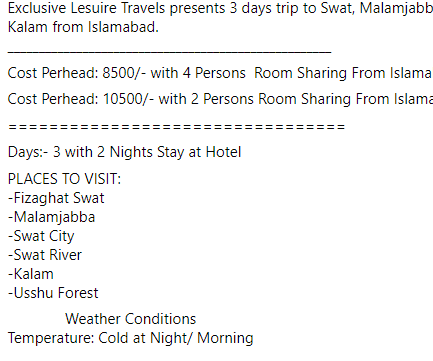 Exclusive Lesuire Travels presents 3 days trip to Swat, Malamjabb
Kalam from Islamabad.
Cost Perhead: 8500/- with 4 Persons Room Sharing From Islama
Cost Perhead: 10500/- with 2 Persons Room Sharing From Islama
=================================
Days:- 3 with 2 Nights Stay at Hotel
PLACES TO VISIT:
-Fizaghat Swat
-Malamjabba
-Swat City
-Swat River
-Kalam
-Usshu Forest
Weather Conditions
Temperature: Cold at Night/ Morning